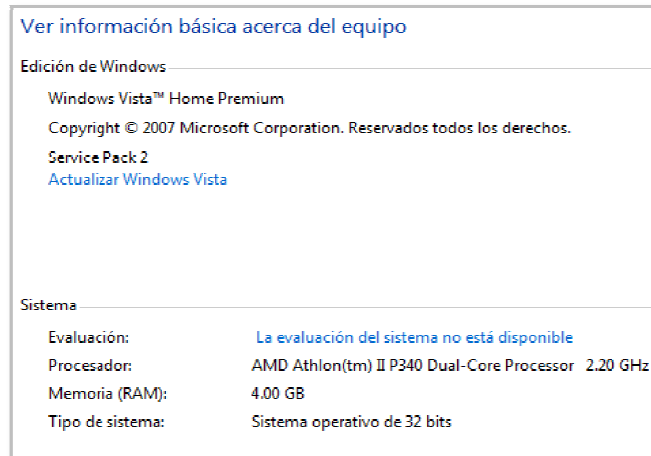 Ver información básica acerca del equipo
Edición de Windows
Windows Vista™ Home Premium
Copyright © 2007 Microsoft Corporation. Reservados todos los derechos.
Service Pack 2
Actualizar Windows Vista
Sistema
Evaluación: La evaluación del sistema no está disponible
Procesador: AMD Athlon(tm) II P340 Dual-Core Processor 2.20 GHz
Memoria (RAM): 4.00 GB
Tipo de sistema: Sistema operativo de 32 bits